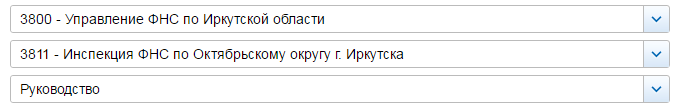 3800 - Управление ФНС по Иркутской области
3811 - Инспекция ФНС по Октябрьскому округу г. Иркутска
Руководство